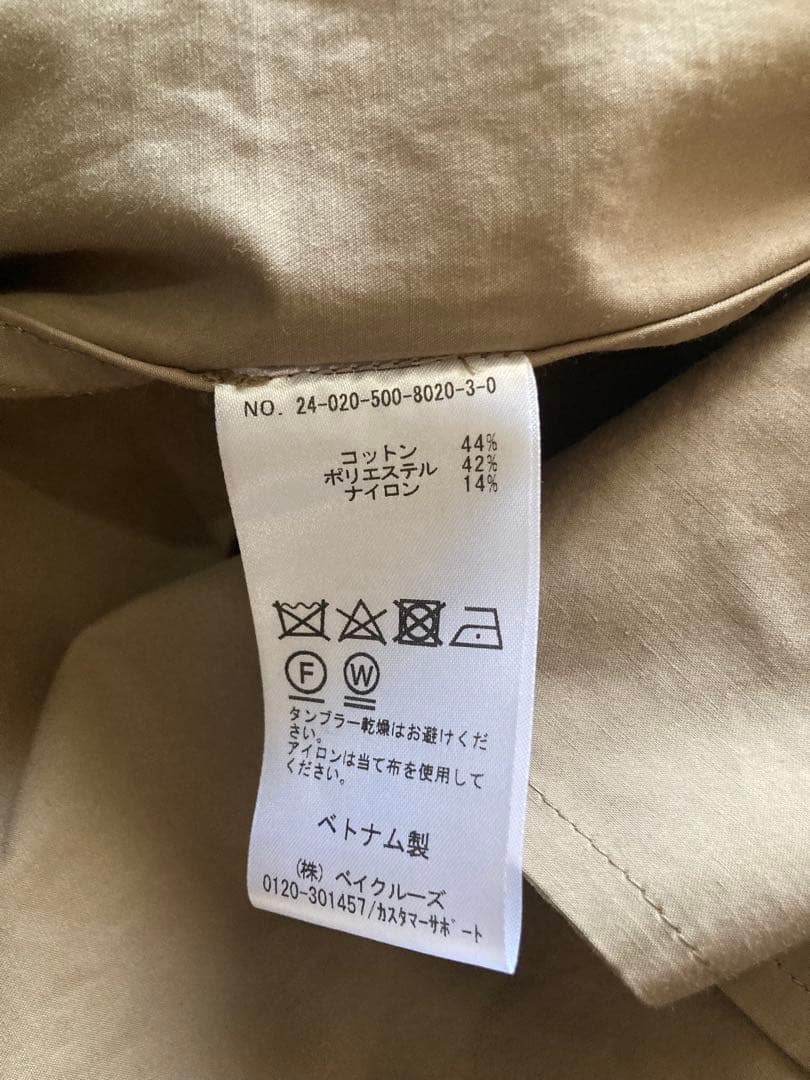 NO. 24-020-500-8020-3-0
コットン 44%
ポリエステル 42%
ナイロン 14%
F W
タンブラー乾燥はお避けくだ
さい。
アイロンは当て布を使用して
ください。
ベトナム製
(株) ベイクルーズ
0120-301457/カスタマーサポート